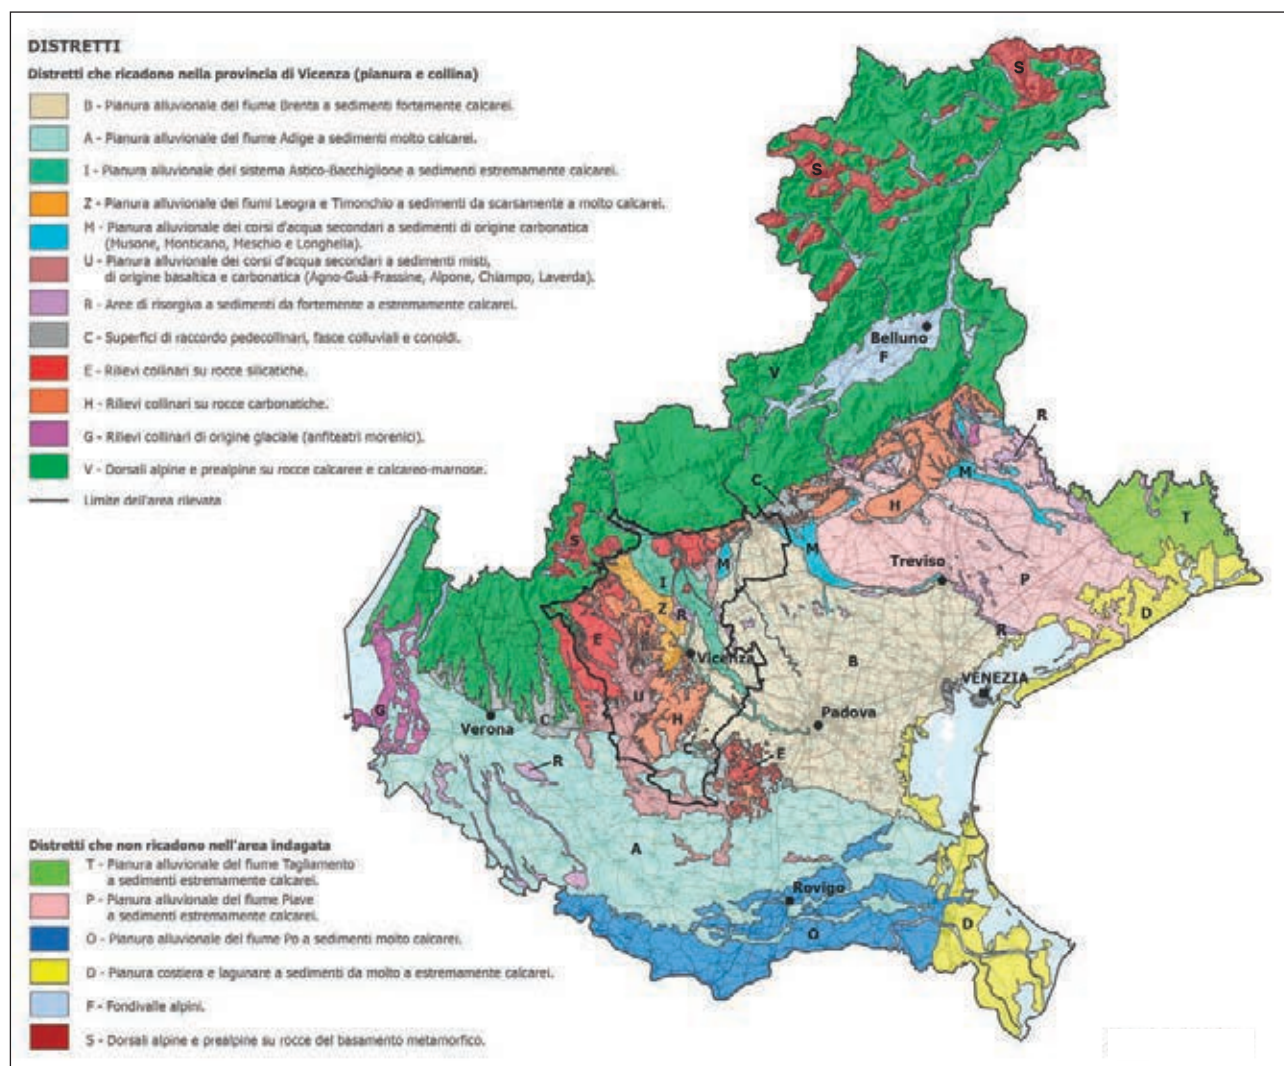 DISTRETTI
Distretti che ricadono nella provincia di Vicenza (pianura e collina)
B - Pianura alluvionale del fiume Brenta a sedimenti fortemente calcarei.
A - Pianura alluvionale del fiume Adige a sedimenti molto calcarei.
I - Pianura alluvionale del sistema Astico-Bacchiglione a sedimenti estremamente calcarei.
Z - Pianura alluvionale dei fiumi Leogra e Timonchio a sedimenti da scarsamente a molto calcarei.
M - Pianura alluvionale dei corsi d'acqua secondari a sedimenti di origine carbonatica
(Musone, Monticano, Meschio e Longhella).
U - Pianura alluvionale dei corsi d'acqua secondari a sedimenti misti,
di origine basaltica e carbonatica (Agno-Guà-Frassine, Alpone, Chiampo, Laverda).
R - Aree di risorgiva a sedimenti da fortemente a estremamente calcarei.
C - Superfici di raccordo pedecollinari, fasce colluviali e conoidi.
E - Rilievi collinari su rocce silicatiche.
H - Rilievi collinari su rocce carbonatiche.
G - Rilievi collinari di origine glaciale (anfiteatri morenici).
V - Dorsali alpine e prealpine su rocce calcaree e calcareo-marnose.
Limite dell'area rilevata
S
S
Belluno
F
V
R
C
M
H
T
S
M
M
Treviso
I
P
Z
R
D
E
R
Vicenza
B
VENEZIA
U
G
H
Padova
Verona
C
C
E
R
A
Rovigo
O
D
Distretti che non ricadono nell'area indagata
T - Pianura alluvionale del fiume Tagliamento
a sedimenti estremamente calcarei.
P - Pianura alluvionale del fiume Piave
a sedimenti estremamente calcarei.
O - Pianura alluvionale del fiume Po a sedimenti molto calcarei.
D - Pianura costiera e lagunare a sedimenti da molto a estremamente calcarei.
F - Fondivalle alpini.
S - Dorsali alpine e prealpine su rocce del basamento metamorfico.